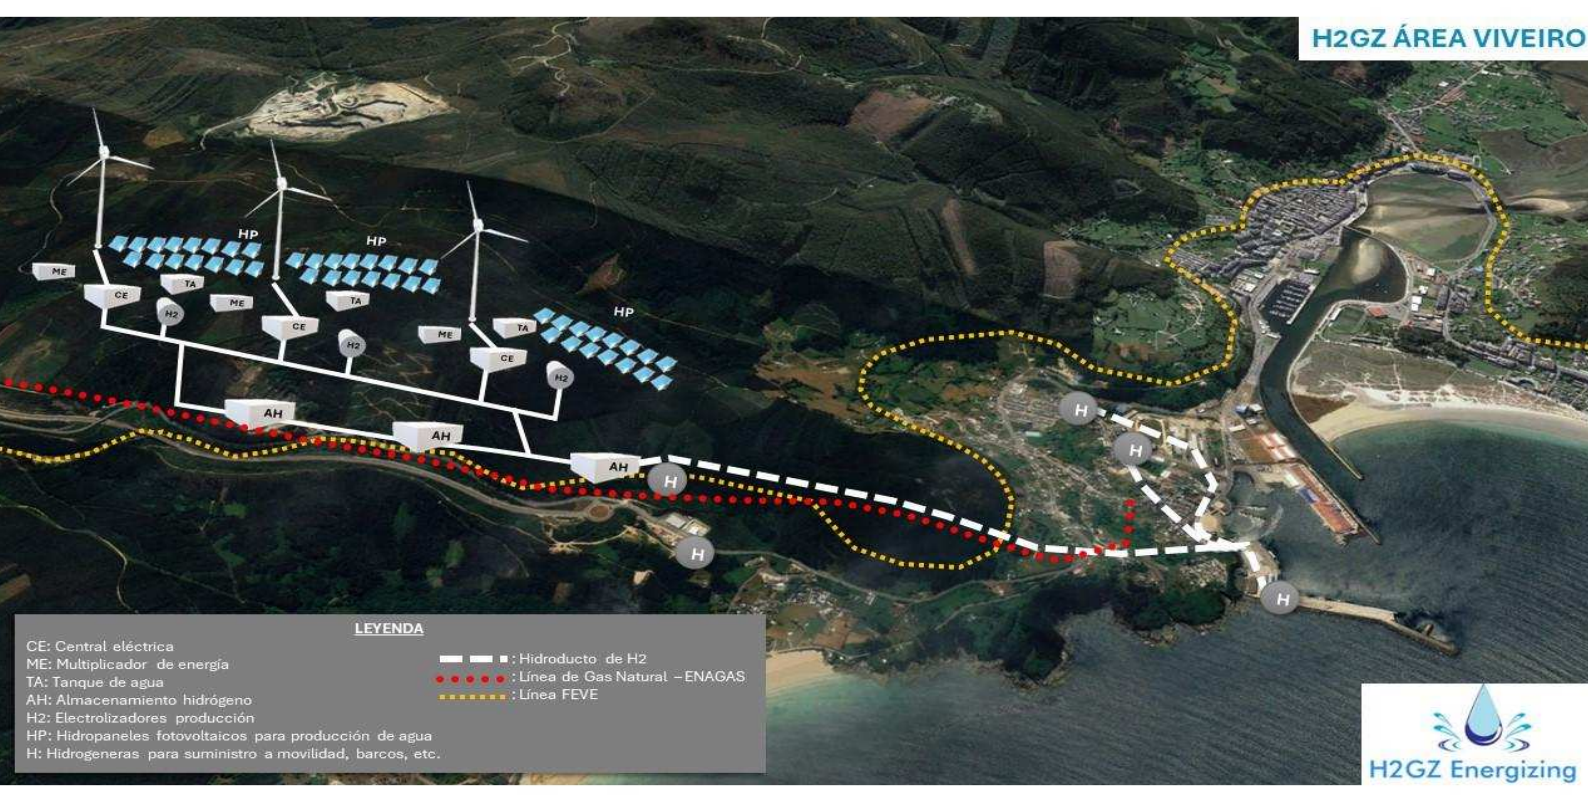 H2GZ ÁREA VIVEIRO
HP
HP
HP
ME
TA
ME
TA
ME
TA
CE
CE
CE
H2
H2
H2
AH
AH
AH
H
H
H
H
H
LEYENDA
CE: Central eléctrica
ME: Multiplicador de energía
TA: Tanque de agua
AH: Almacenamiento hidrógeno
H2: Electrolizadores producción
HP: Hidropaneles fotovoltaicos para producción de agua
H: Hidrogeneras para suministro a movilidad, barcos, etc.
: Hidroducto de H2
: Línea de Gas Natural – ENAGAS
: Línea FEVE
H2GZ Energizing